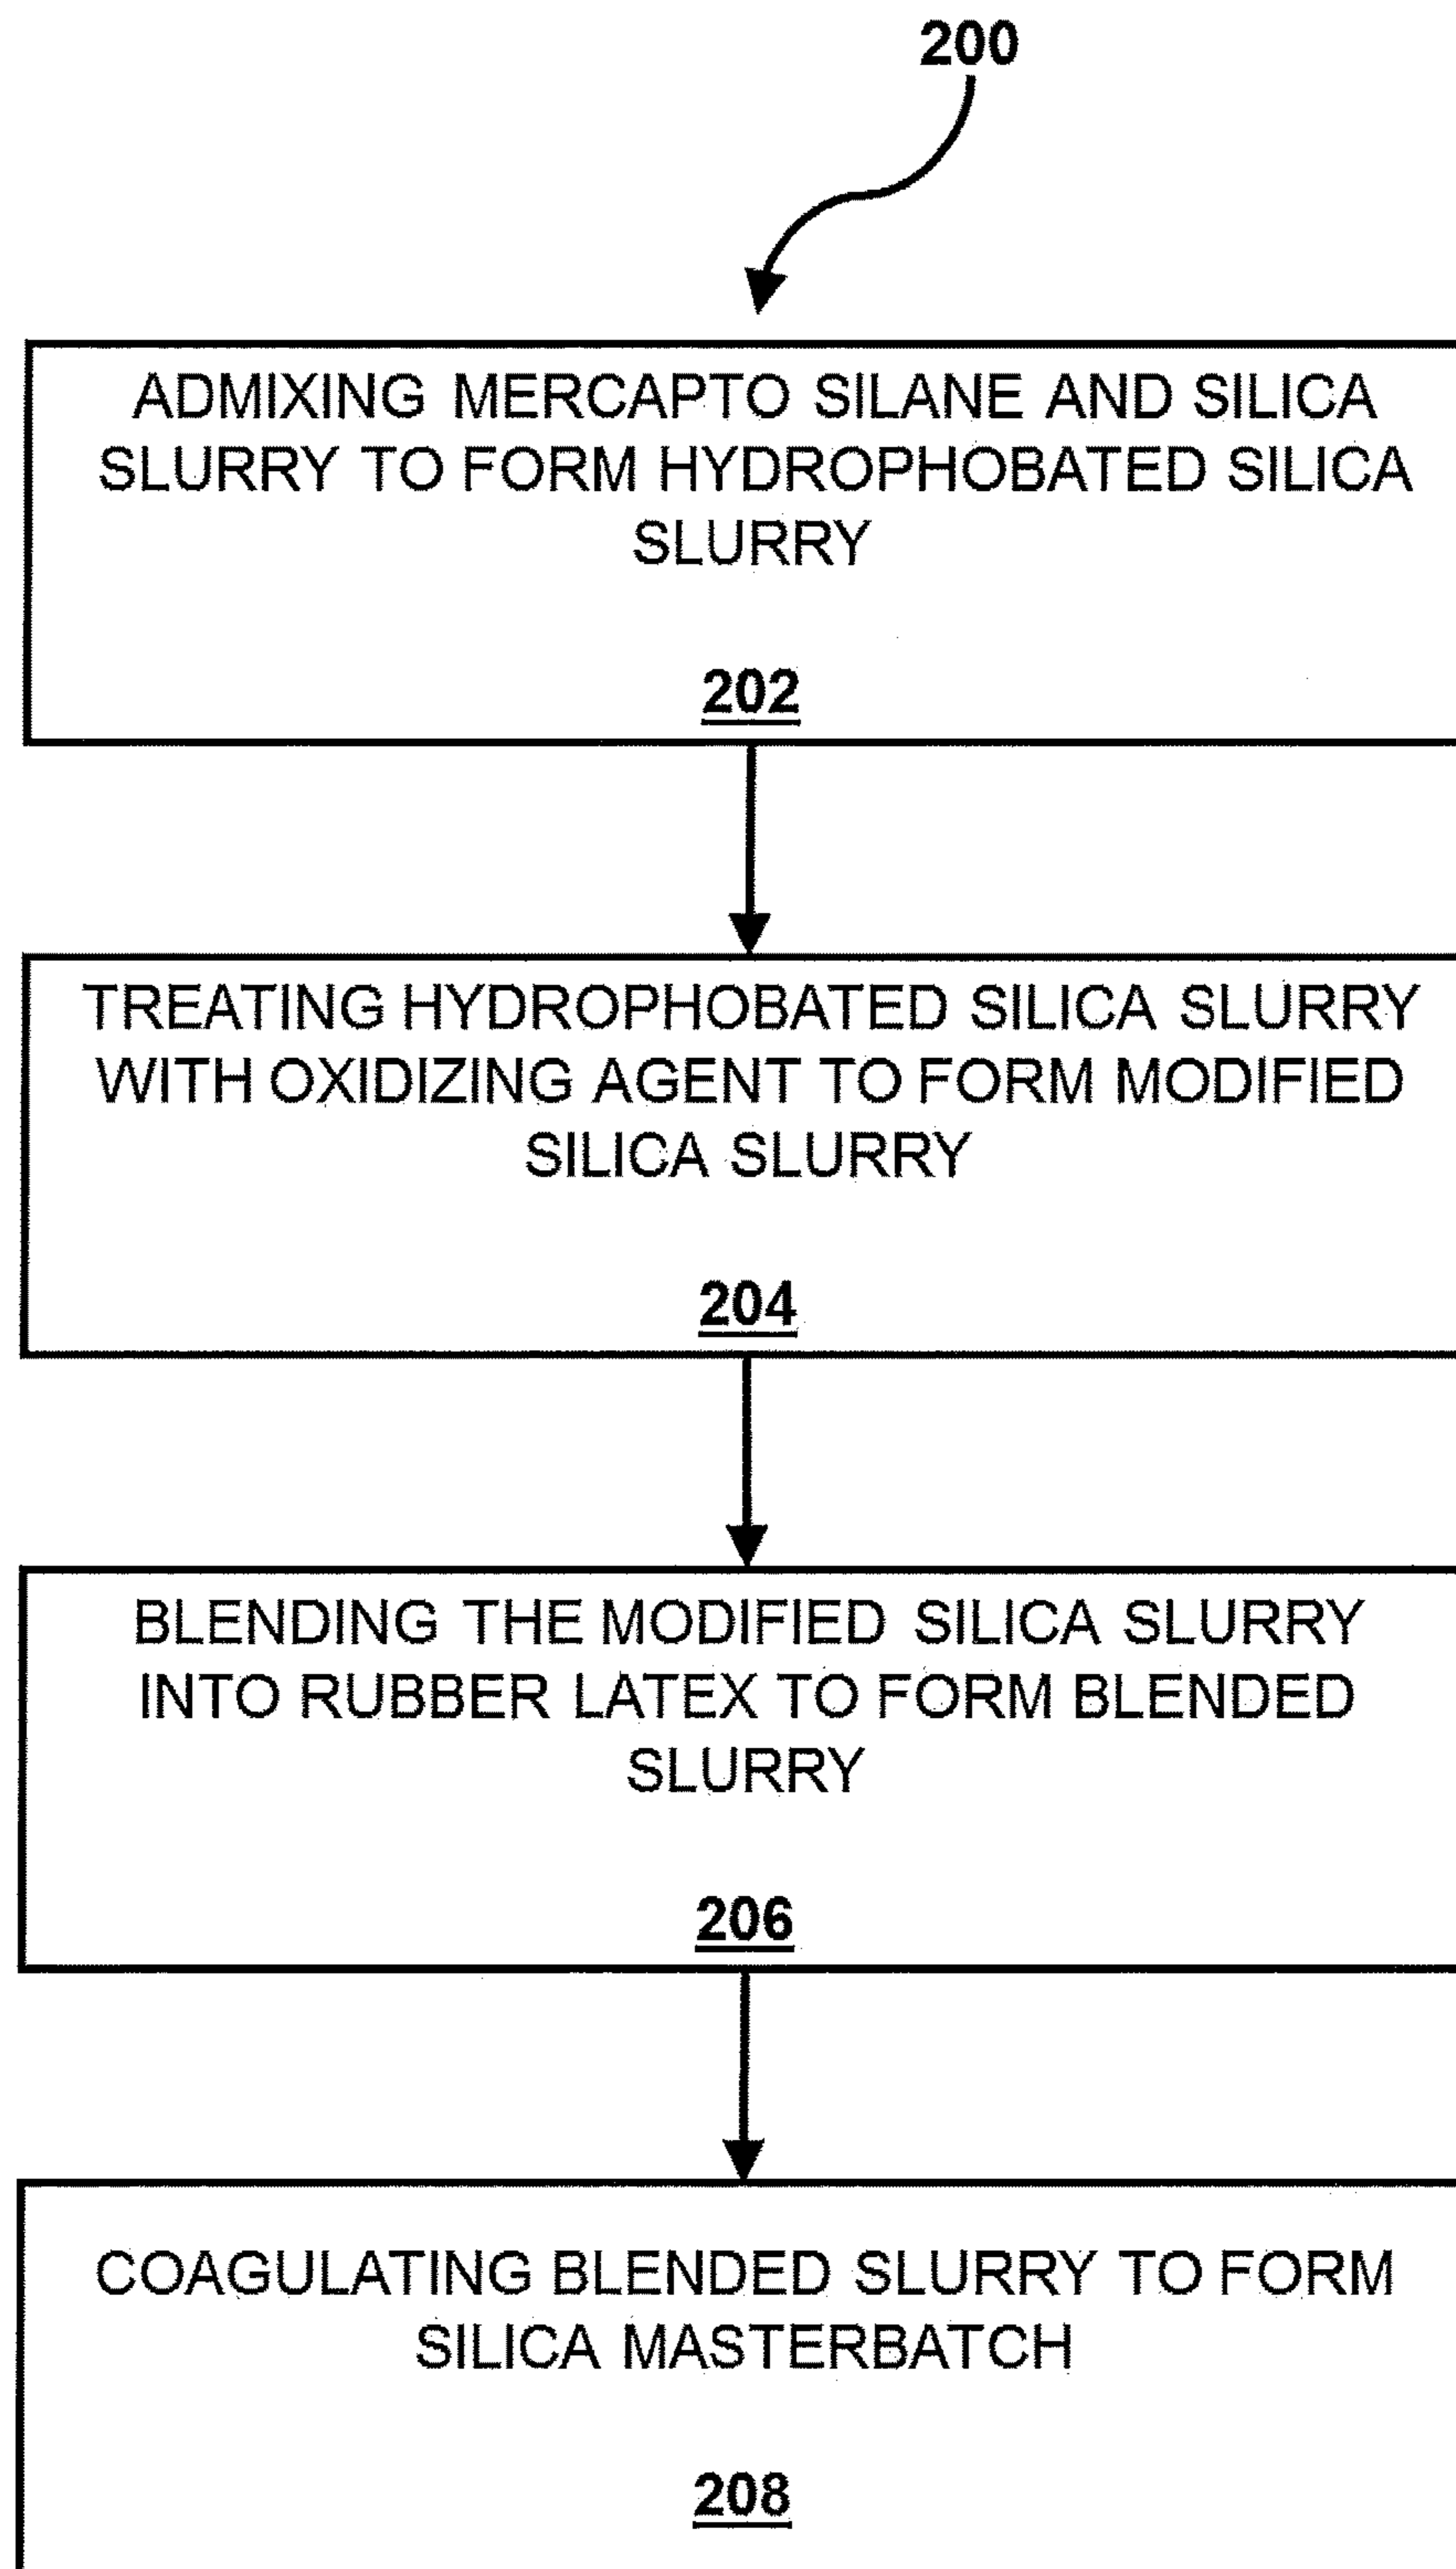 200
ADMIXING MERCAPTO SILANE AND SILICA
SLURRY TO FORM HYDROPHOBATED SILICA
SLURRY
202
TREATING HYDROPHOBATED SILICA SLURRY
WITH OXIDIZING AGENT TO FORM MODIFIED
SILICA SLURRY
204
BLENDING THE MODIFIED SILICA SLURRY
INTO RUBBER LATEX TO FORM BLENDED
SLURRY
206
COAGULATING BLENDED SLURRY TO FORM
SILICA MASTERBATCH
208